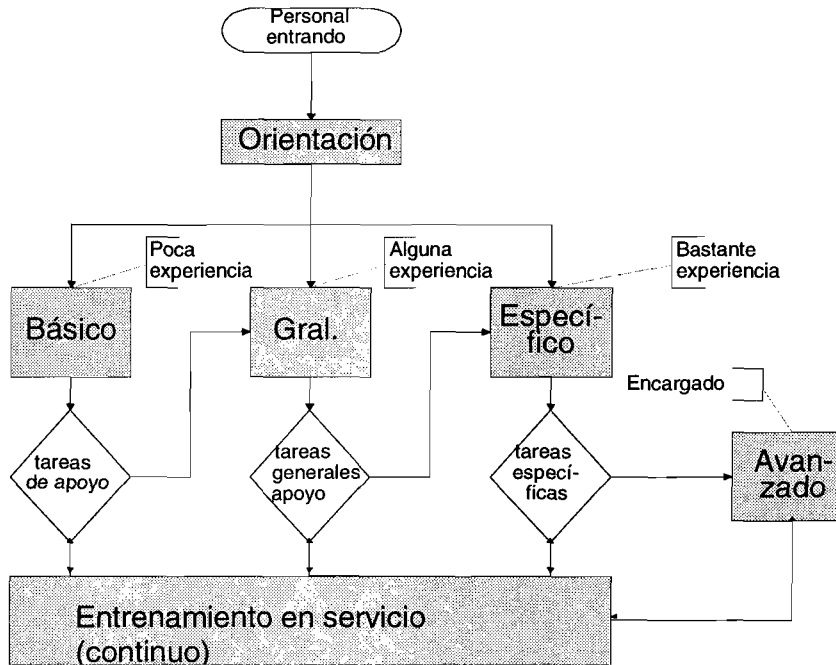 Personal
entrando
Orientación
Poca
experiencia
Alguna
experiencia
Bastante
experiencia
Básico
Gral.
Especí-
fico
Encargado
tareas
de apoyo
tareas
generales
apoyo
tareas
especí-
ficas
Avan-
zado
Entrenamiento en servicio
(continuo)